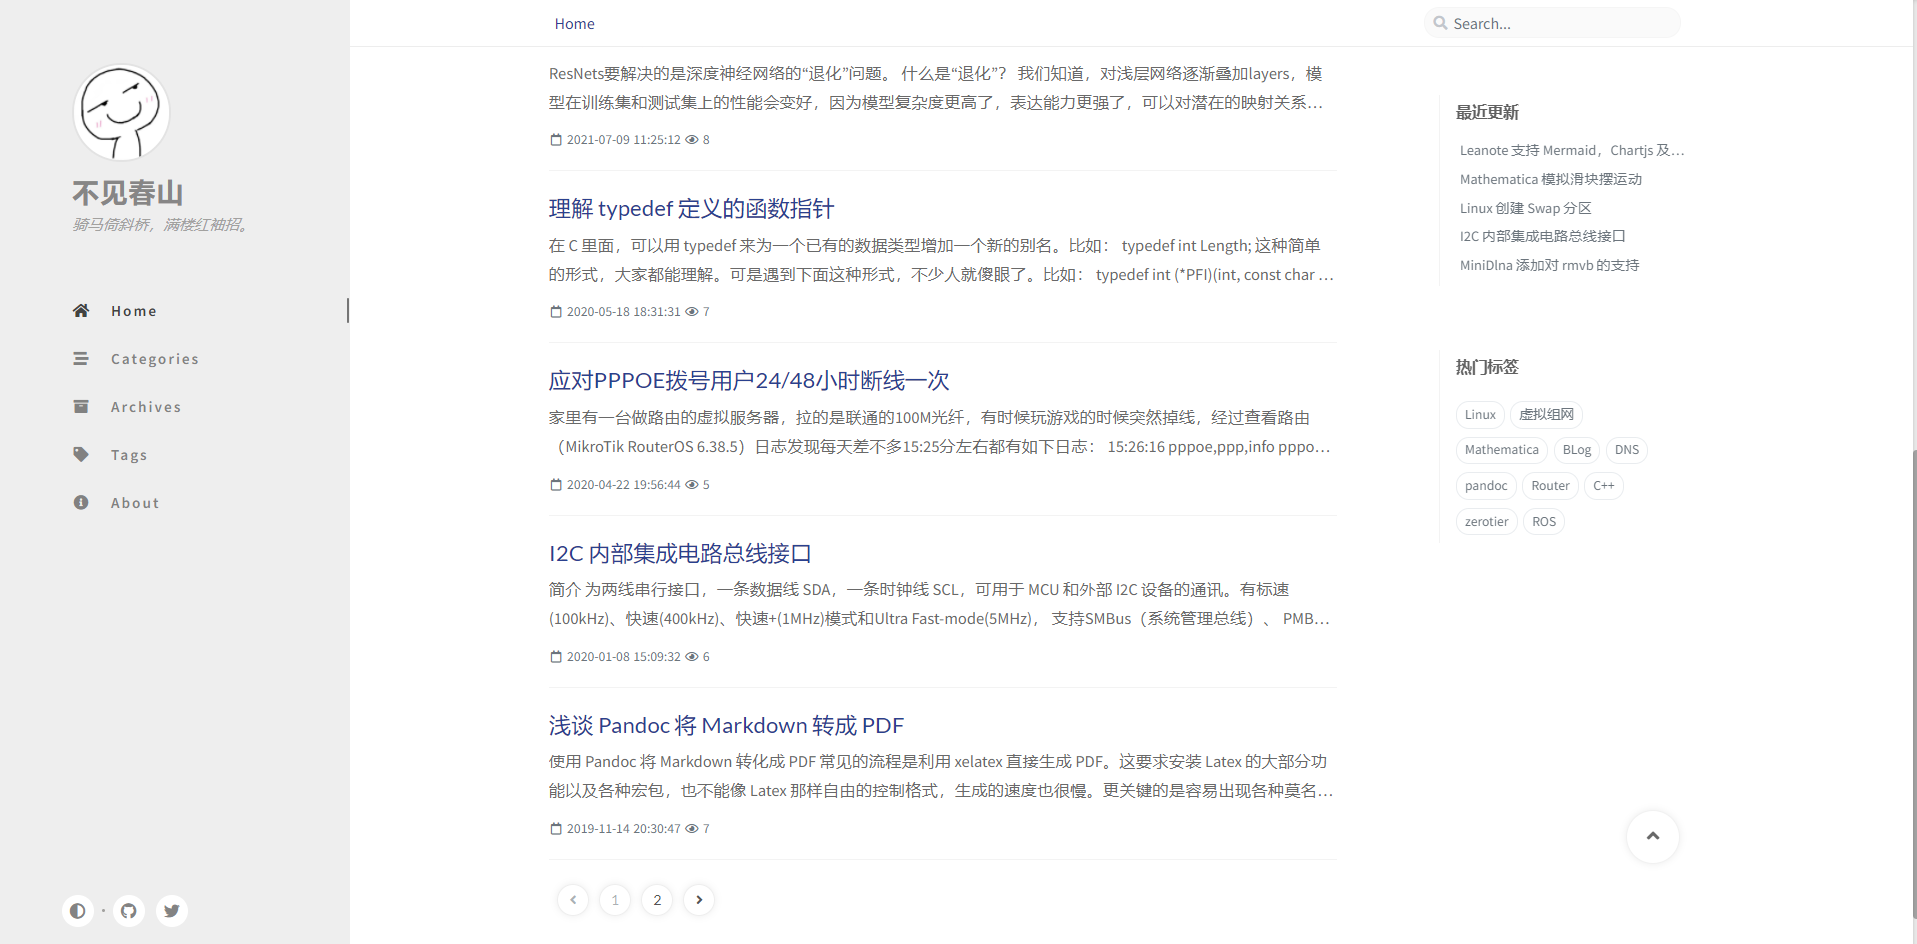 不见春山
骑马倚斜桥，满楼红袖招。
Home
Categories
Archives
Tags
About
Home
Search...
ResNets要解决的是深度神经网络的“退化”问题。 什么是“退化”？ 我们知道，对浅层网络逐渐叠加layers，模
型在训练集和测试集上的性能会变好，因为模型复杂度更高了，表达能力更强了，可以对潜在的映射关系…
2021-07-09 11:25:12 8
理解 typedef 定义的函数指针
在 C 里面，可以用 typedef 来为一个已有的数据类型增加一个新的别名。比如： typedef int Length; 这种简单
的形式，大家都能理解。可是遇到下面这种形式，不少人就傻眼了。比如： typedef int (*PFI)(int, const char …
2020-05-18 18:31:31 7
应对PPPOE拨号用户24/48小时断线一次
家里有一台做路由的虚拟服务器，拉的是联通的100M光纤，有时候玩游戏的时候突然掉线，经过查看路由
（MikroTik RouterOS 6.38.5）日志发现每天差不多15:25分左右都有如下日志： 15:26:16 pppoe,ppp,info pppo…
2020-04-22 19:56:44 5
I2C 内部集成电路总线接口
简介 为两线串行接口，一条数据线 SDA，一条时钟线 SCL，可用于 MCU 和外部 I2C 设备的通讯。有标速
(100kHz)、快速(400kHz)、快速+(1MHz)模式和Ultra Fast-mode(5MHz)， 支持SMBus（系统管理总线）、 PMB…
2020-01-08 15:09:32 6
浅谈 Pandoc 将 Markdown 转成 PDF
使用 Pandoc 将 Markdown 转化成 PDF 常见的流程是利用 xelatex 直接生成 PDF。这要求安装 Latex 的大部分功
能以及各种宏包，也不能像 Latex 那样自由的控制格式，生成的速度也很慢。更关键的是容易出现各种莫名…
2019-11-14 20:30:47 7
1 2
最近更新
Leanote 支持 Mermaid，Chartjs 及…
Mathematica 模拟滑块摆运动
Linux 创建 Swap 分区
I2C 内部集成电路总线接口
MiniDlna 添加对 rmvb 的支持
热门标签
Linux 虚拟组网
Mathematica BLog DNS
pandoc Router C++
zerotier ROS